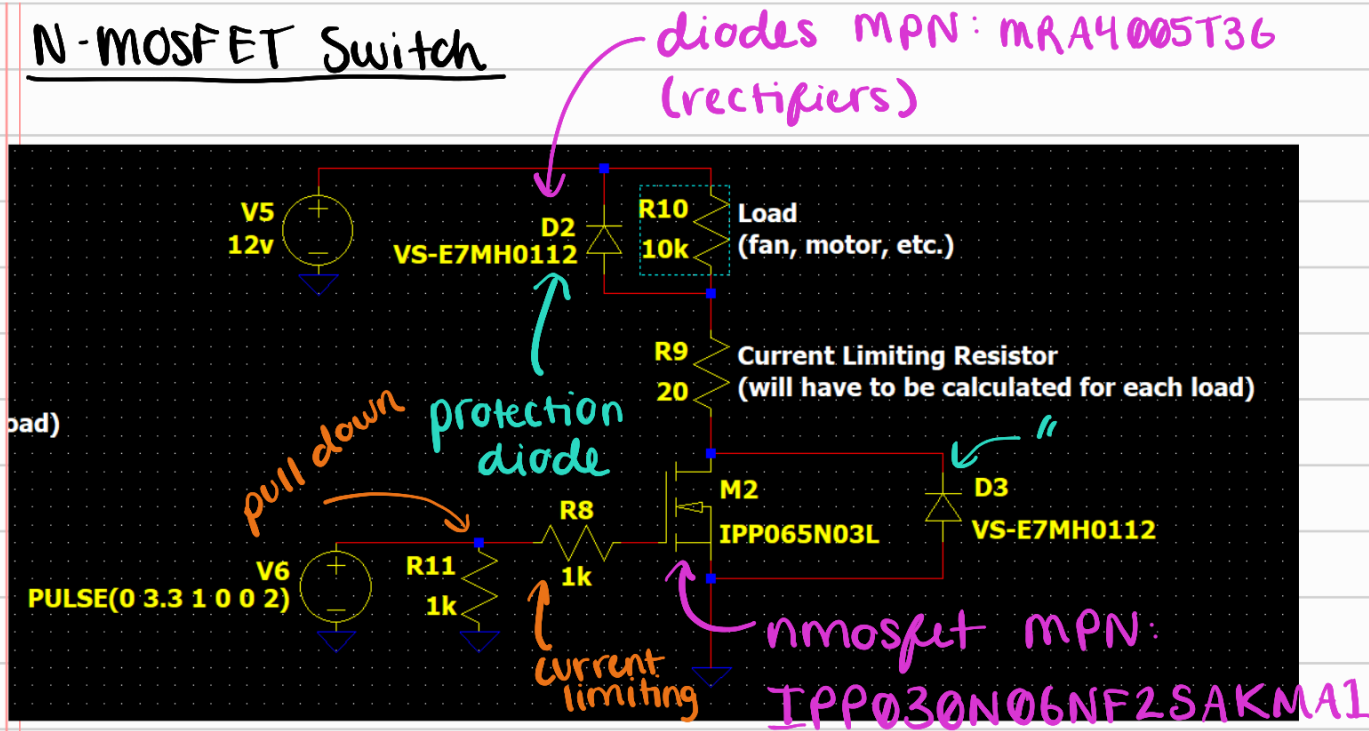 N-MOSFET Switch
diodes MPN: MRA4005T3G
(rectifiers)
V5
12v
D2
VS-E7MH0112
R10
10k
Load
(fan, motor, etc.)
R9
20
Current Limiting Resistor
(will have to be calculated for each load)
oad)
pull down
protection
diode
"
D3
VS-E7MH0112
M2
IPP065N03L
R8
1k
R11
1k
V6
PULSE(0 3.3 1 0 0 2)
current
limiting
nmosfet MPN:
IPP030N06NF2SAKMA1